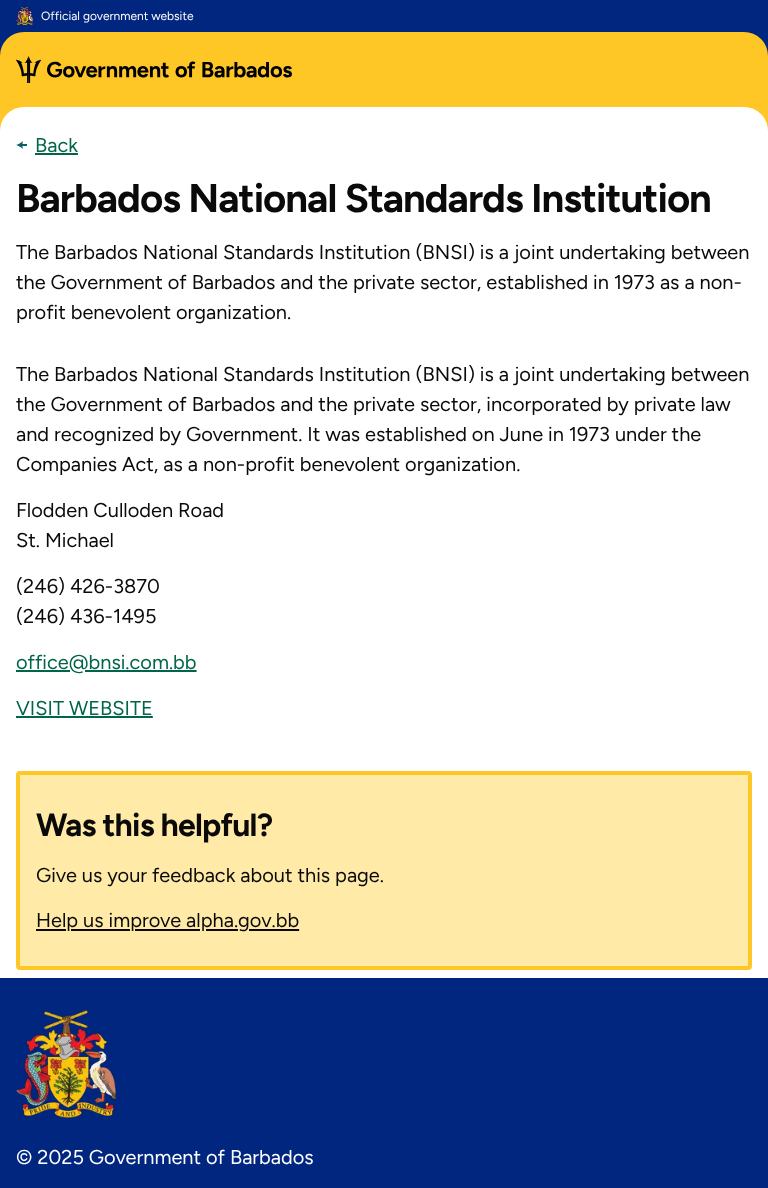 Official government website
Government of Barbados
Back
Barbados National Standards Institution
The Barbados National Standards Institution (BNSI) is a joint undertaking between
the Government of Barbados and the private sector, established in 1973 as a non-
profit benevolent organization.
The Barbados National Standards Institution (BNSI) is a joint undertaking between
the Government of Barbados and the private sector, incorporated by private law
and recognized by Government. It was established on June in 1973 under the
Companies Act, as a non-profit benevolent organization.
Flodden Culloden Road
St. Michael
(246) 426-3870
(246) 436-1495
office@bnsi.com.bb
VISIT WEBSITE
Was this helpful?
Give us your feedback about this page.
Help us improve alpha.gov.bb
PRIDE AND INDUSTRY
© 2025 Government of Barbados